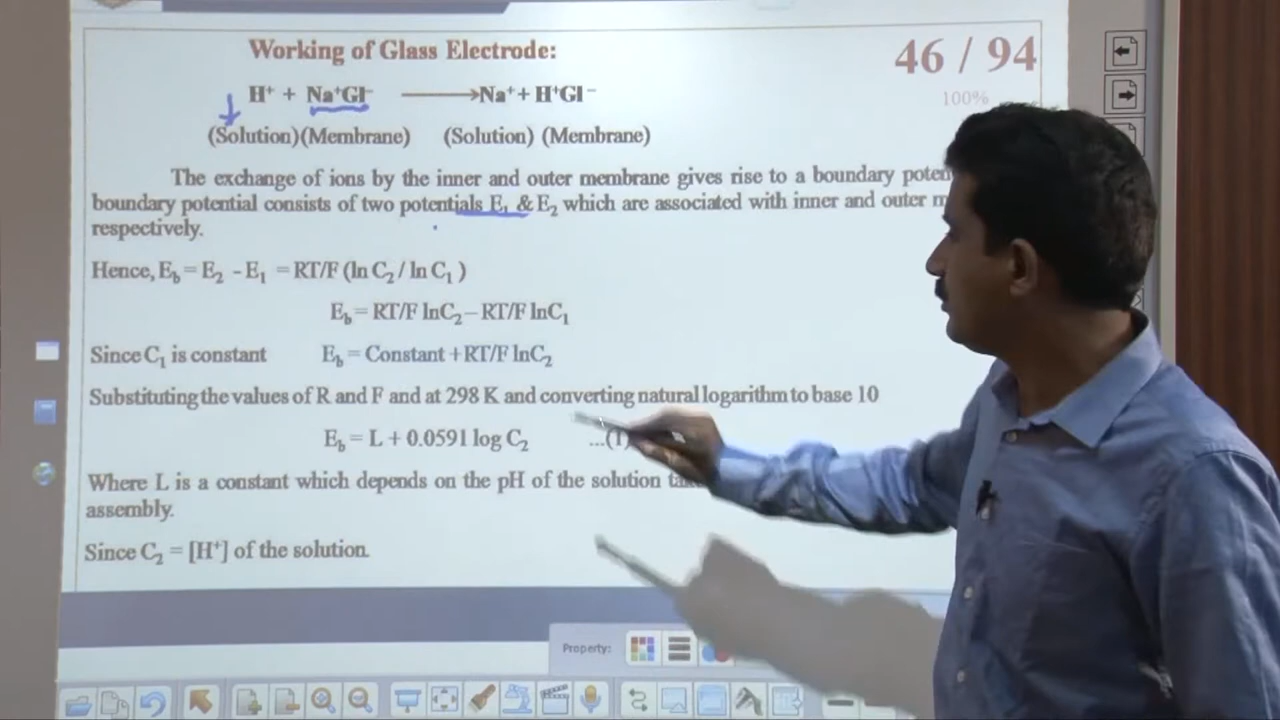 Working of Glass Electrode:
46 / 94
100%
H⁺ + Na⁺Gl⁻ ⟶ Na⁺ + H⁺Gl⁻
(Solution)(Membrane) (Solution) (Membrane)
The exchange of ions by the inner and outer membrane gives rise to a boundary
boundary potential consists of two potentials E₁ & E₂ which are associated with inner and outer
respectively.
Hence, E_b = E₂ - E₁ = RT/F (ln C₂ / ln C₁ )
E_b = RT/F lnC₂ – RT/F lnC₁
Since C₁ is constant E_b = Constant + RT/F lnC₂
Substituting the values of R and F and at 298 K and converting natural logarithm to base 10
E_b = L + 0.0591 log C₂ ...(1)
Where L is a constant which depends on the pH of the solution
assembly.
Since C₂ = [H⁺] of the solution.
Property: